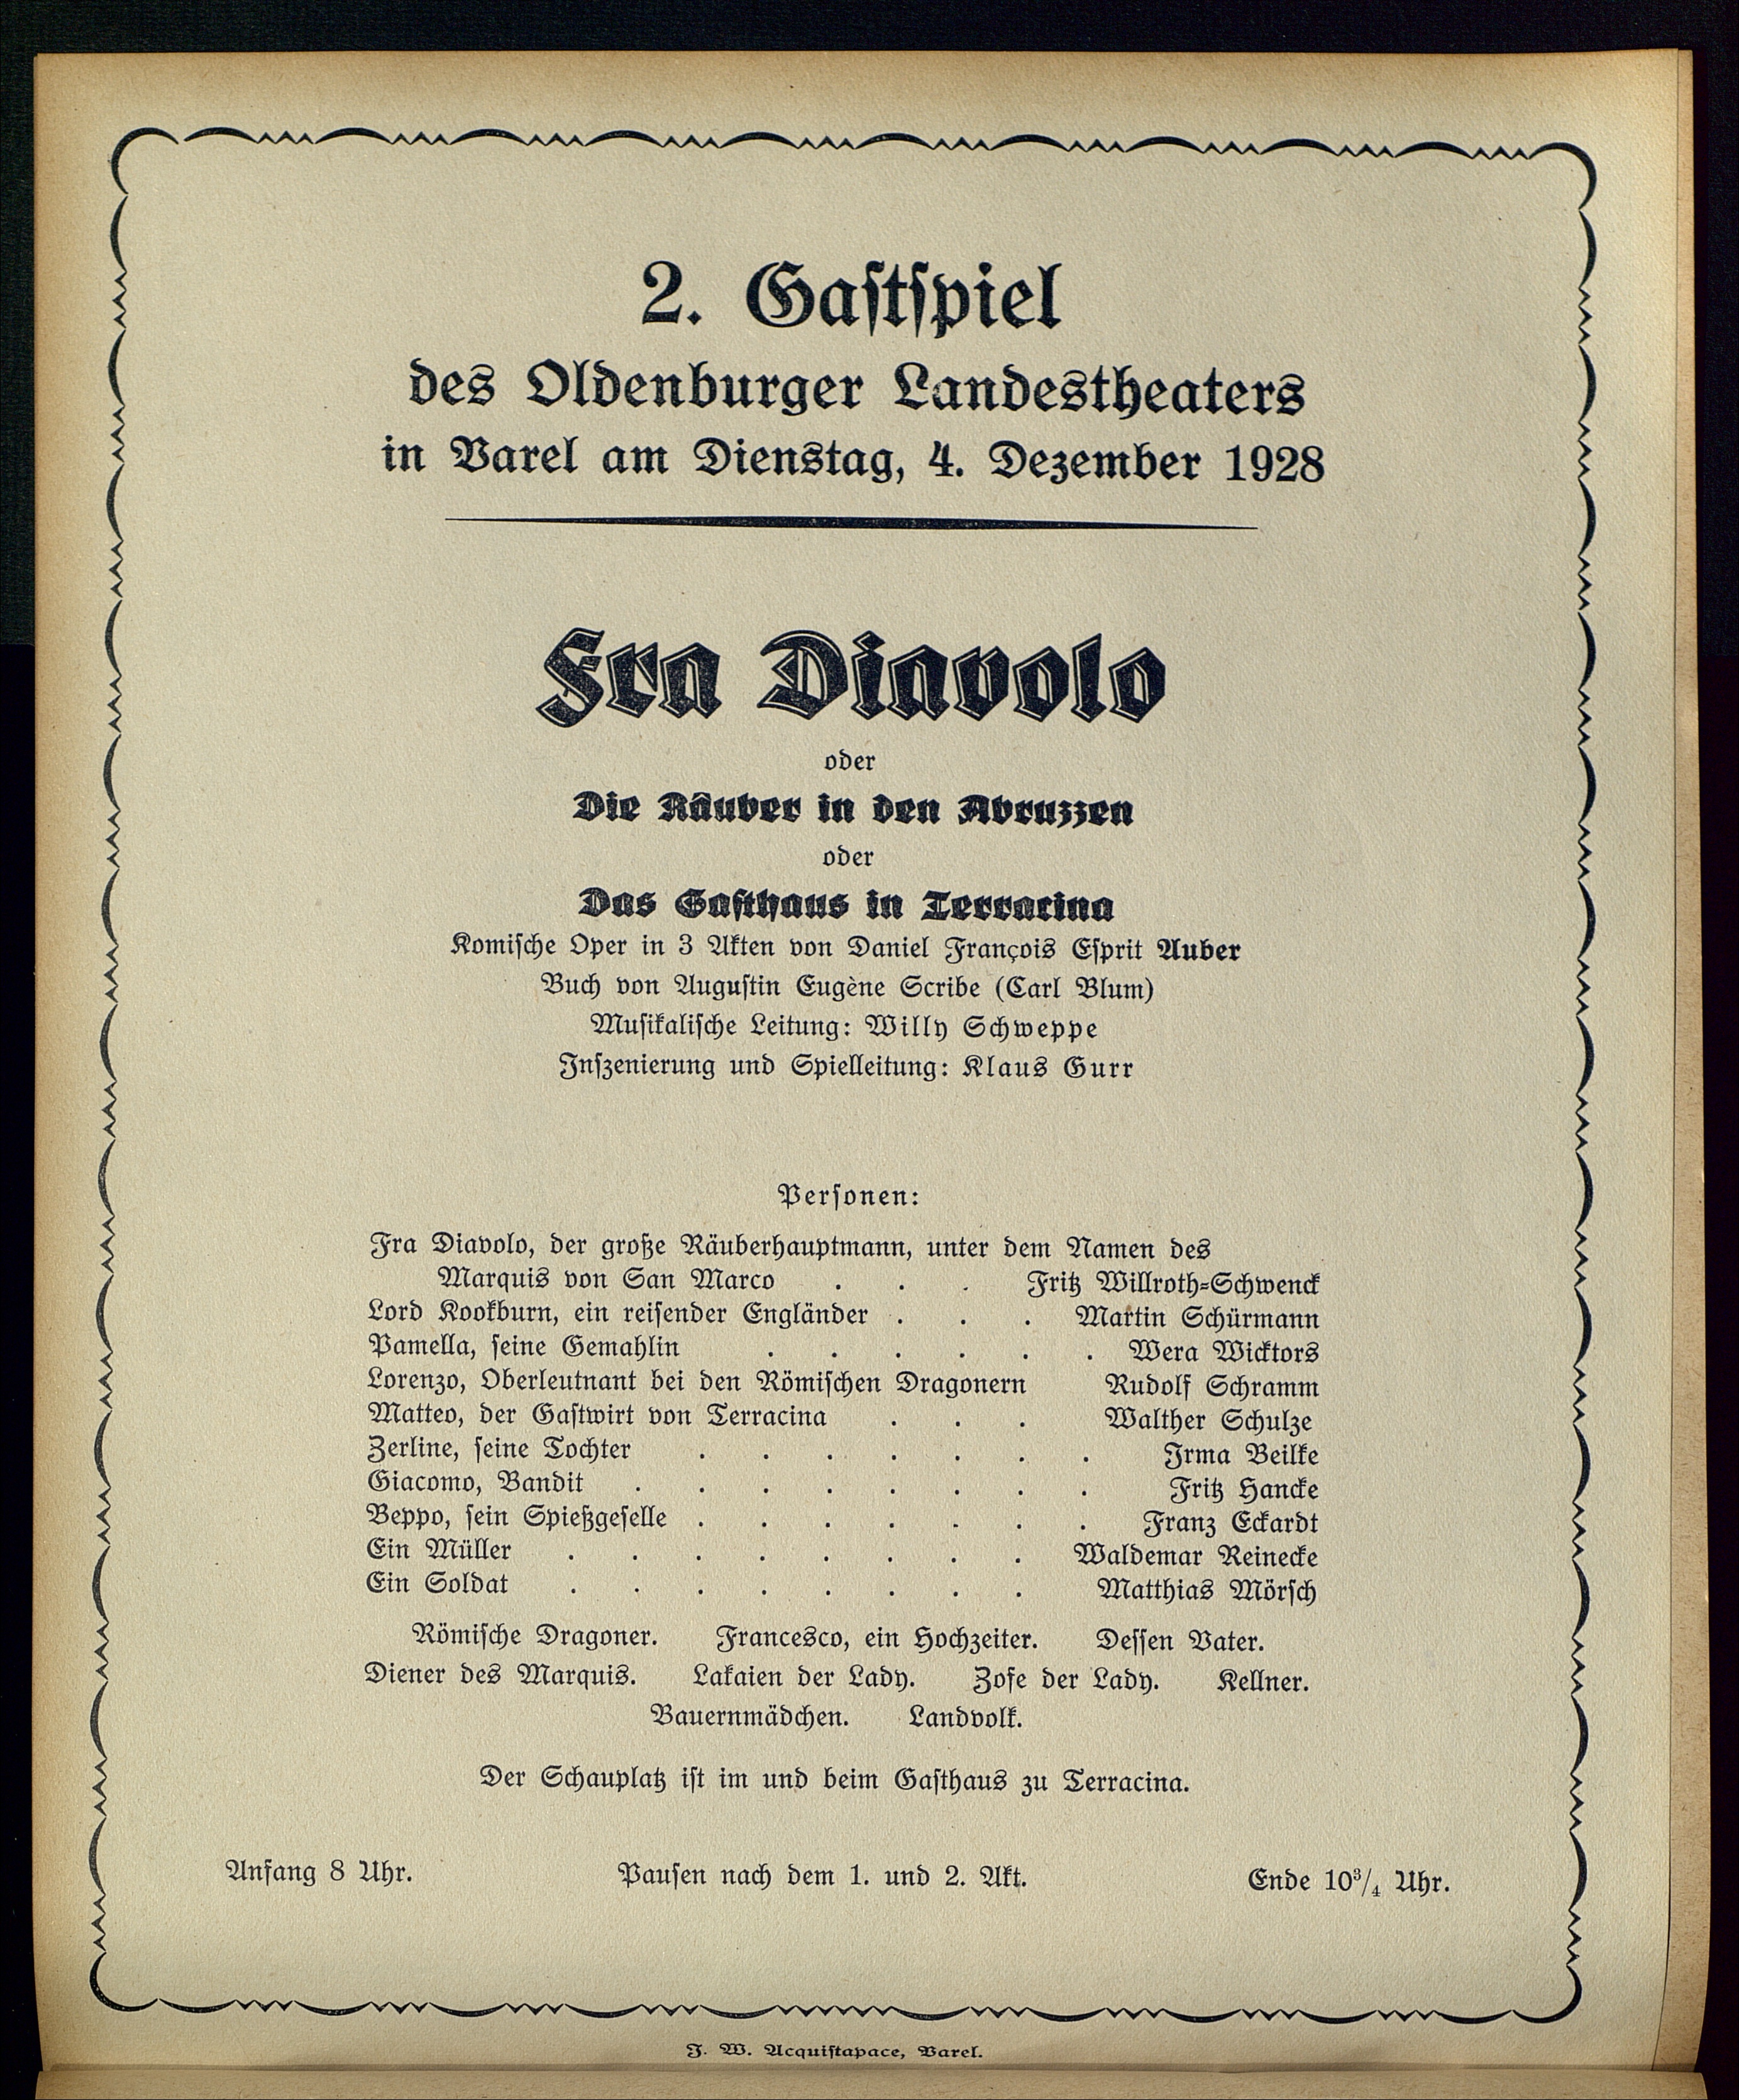 2. Gastspiel
des Oldenburger Landestheaters
in Varel am Dienstag, 4. Dezember 1928
Fra Diavolo
oder
Die Räuber in den Abruzzen
oder
Das Gasthaus in Terracina
Komische Oper in 3 Akten von Daniel François Esprit Auber
Buch von Augustin Eugène Scribe (Carl Blum)
Musikalische Leitung: Willy Schweppe
Inszenierung und Spielleitung: Klaus Gurr
Personen:
Fra Diavolo, der große Räuberhauptmann, unter dem Namen des
Marquis von San Marco . . . Fritz Willroth-Schwenck
Lord Kookburn, ein reisender Engländer . . . Martin Schürmann
Pamella, seine Gemahlin . . . . . . Wera Wicktors
Lorenzo, Oberleutnant bei den Römischen Dragonern Rudolf Schramm
Matteo, der Gastwirt von Terracina . . . Walther Schulze
Zerline, seine Tochter . . . . . . . Irma Beilke
Giacomo, Bandit . . . . . . . . Fritz Hancke
Beppo, sein Spießgeselle . . . . . . . Franz Eckardt
Ein Müller . . . . . . . . Waldemar Reinecke
Ein Soldat . . . . . . . . Matthias Mörsch
Römische Dragoner. Francesco, ein Hochzeiter. Dessen Vater.
Diener des Marquis. Lakaien der Lady. Zofe der Lady. Kellner.
Bauernmädchen. Landvolk.
Der Schauplatz ist im und beim Gasthaus zu Terracina.
Anfang 8 Uhr. Pausen nach dem 1. und 2. Akt. Ende 10 3/4 Uhr.
J. W. Acquistapace, Varel.